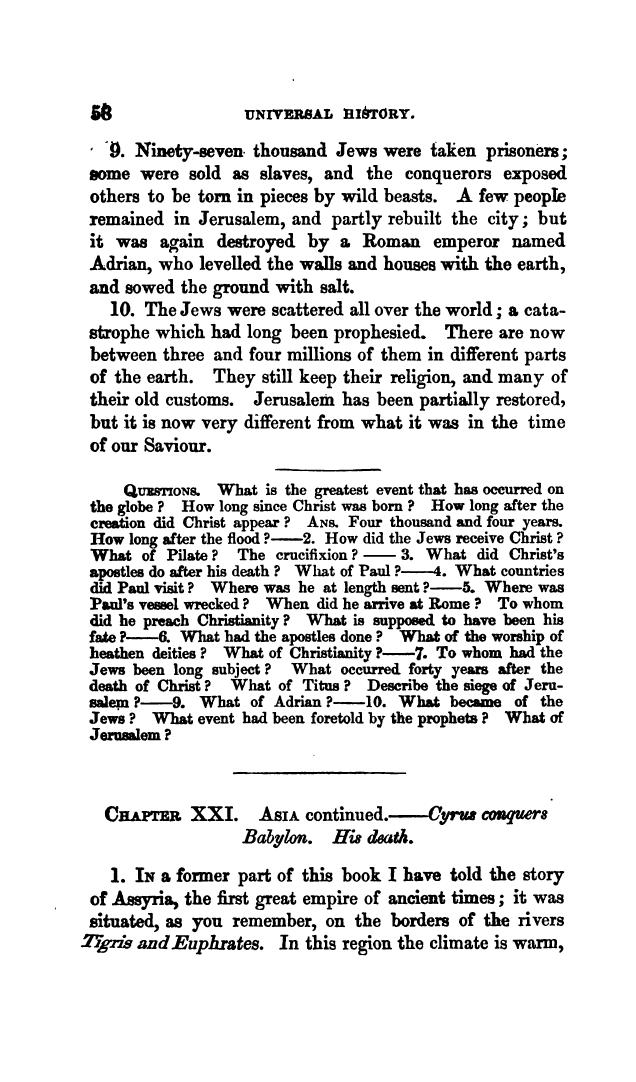 58 UNIVERSAL HISTORY.
9. Ninety-seven thousand Jews were taken prisoners;
some were sold as slaves, and the conquerors exposed
others to be torn in pieces by wild beasts. A few people
remained in Jerusalem, and partly rebuilt the city; but
it was again destroyed by a Roman emperor named
Adrian, who levelled the walls and houses with the earth,
and sowed the ground with salt.
10. The Jews were scattered all over the world; a cata-
strophe which had long been prophesied. There are now
between three and four millions of them in different parts
of the earth. They still keep their religion, and many of
their old customs. Jerusalem has been partially restored,
but it is now very different from what it was in the time
of our Saviour.
QUESTIONS. What is the greatest event that has occurred on
the globe? How long since Christ was born? How long after the
creation did Christ appear? ANS. Four thousand and four years.
How long after the flood?——2. How did the Jews receive Christ?
What of Pilate? The crucifixion?——3. What did Christ's
apostles do after his death? What of Paul?——4. What countries
did Paul visit? Where was he at length sent?——5. Where was
Paul's vessel wrecked? When did he arrive at Rome? To whom
did he preach Christianity? What is supposed to have been his
fate?——6. What had the apostles done? What of the worship of
heathen deities? What of Christianity?——7. To whom had the
Jews been long subject? What occurred forty years after the
death of Christ? What of Titus? Describe the siege of Jeru-
salem?——9. What of Adrian?——10. What became of the
Jews? What event had been foretold by the prophets? What of
Jerusalem?
CHAPTER XXI. ASIA continued.——Cyrus conquers
Babylon. His death.
1. IN a former part of this book I have told the story
of Assyria, the first great empire of ancient times; it was
situated, as you remember, on the borders of the rivers
Tigris and Euphrates. In this region the climate is warm,